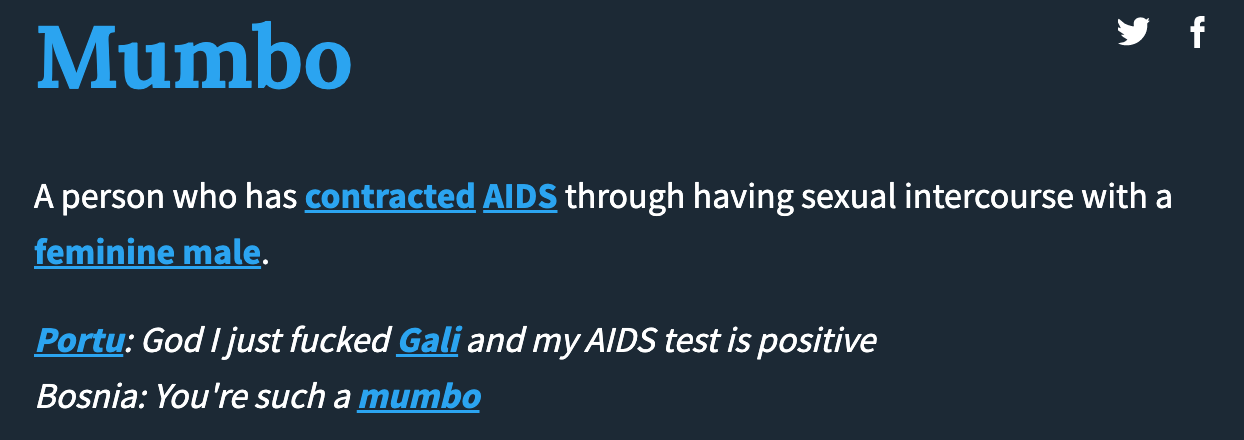 Mumbo
A person who has contracted AIDS through having sexual intercourse with a
feminine male.
Portu: God I just fucked Gali and my AIDS test is positive
Bosnia: You're such a mumbo